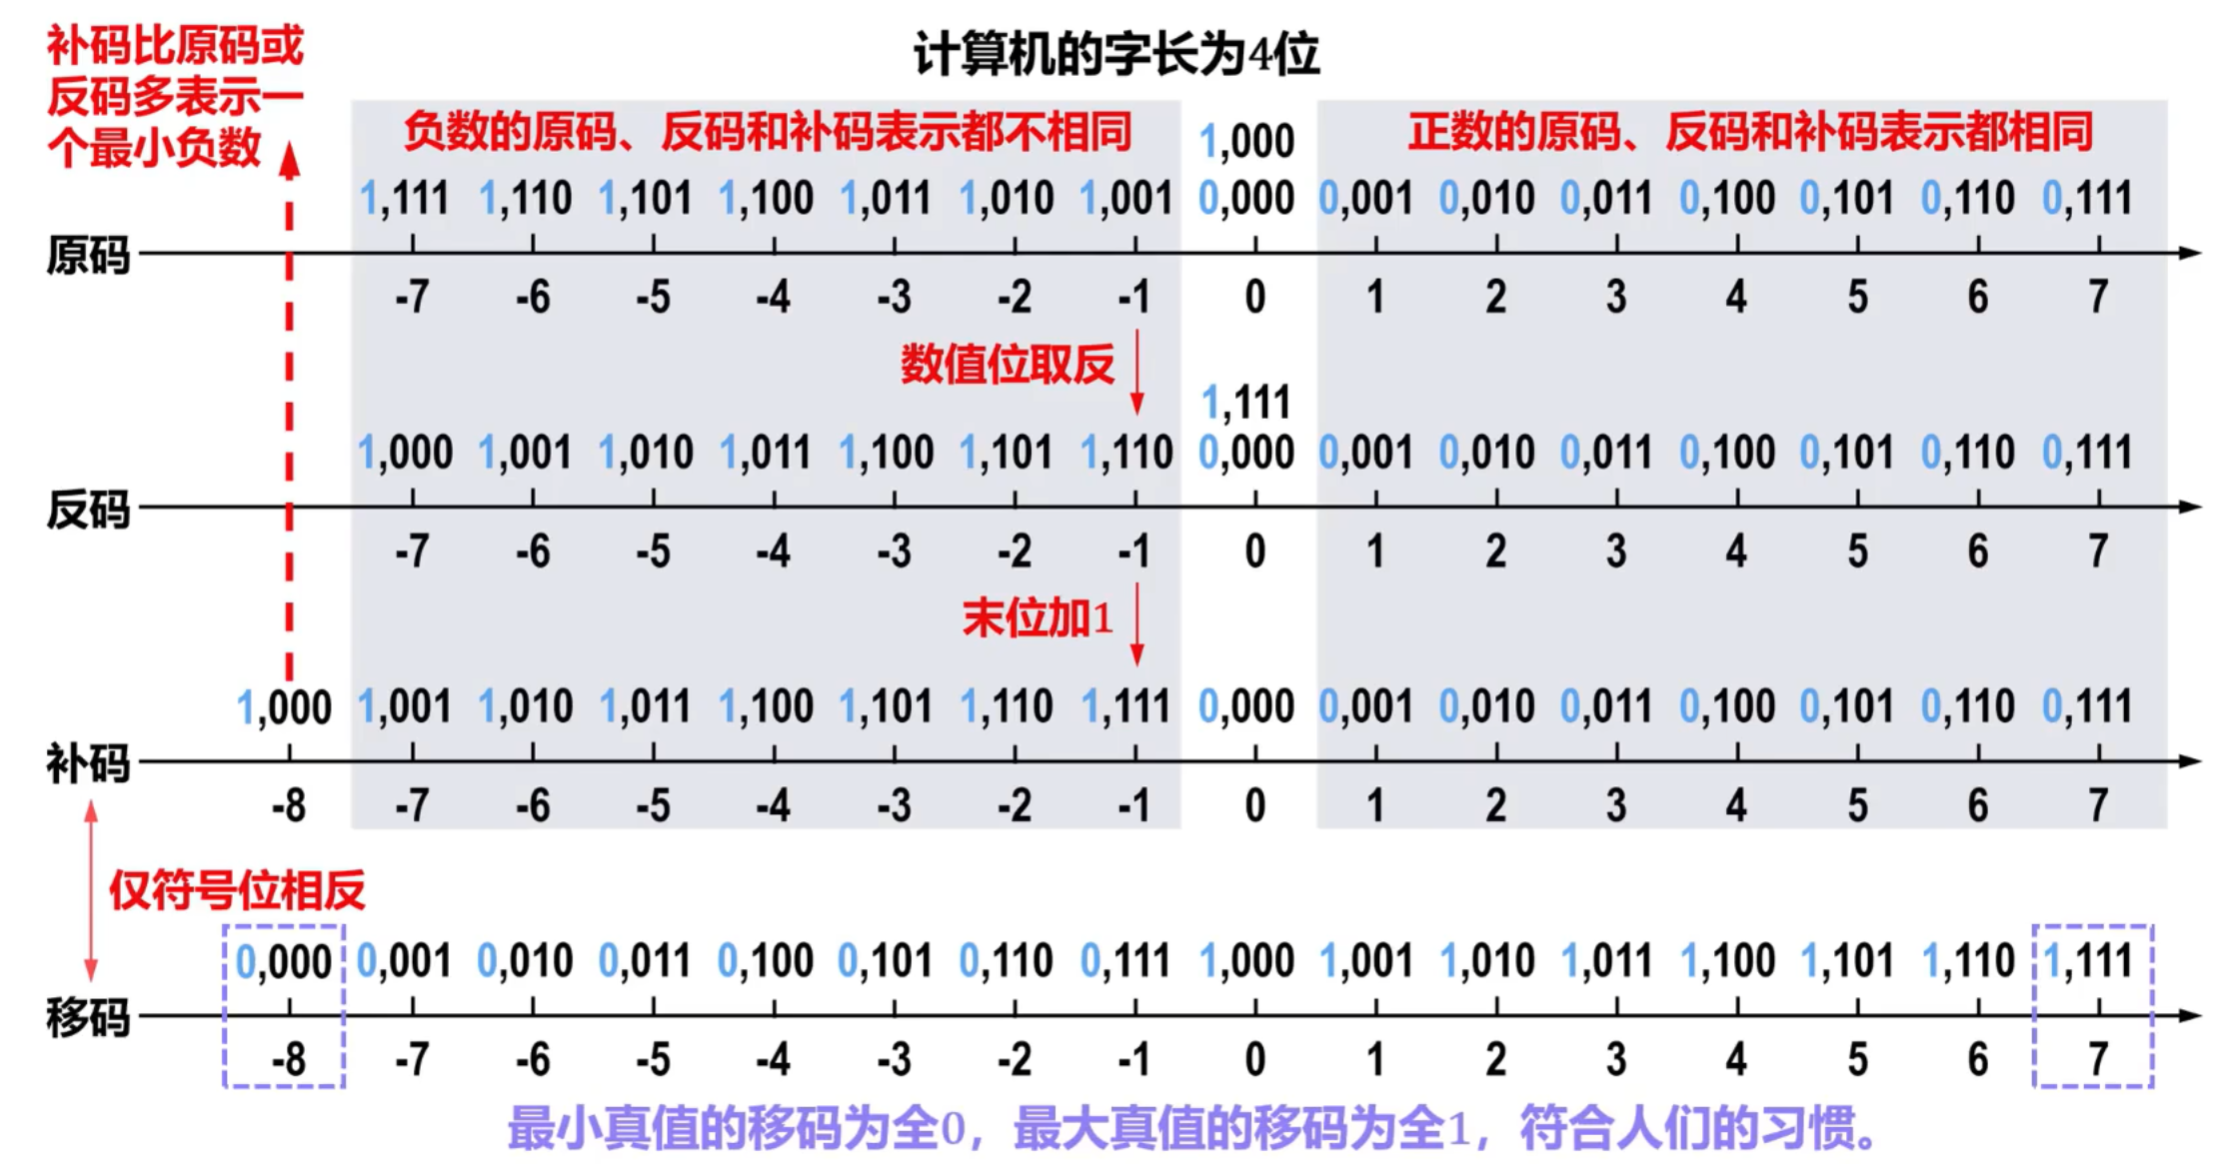 计算机的字长为4位
补码比原码或
反码多表示一
个最小负数
负数的原码、反码和补码表示都不相同
正数的原码、反码和补码表示都相同
1,000
1,111 1,110 1,101 1,100 1,011 1,010 1,001 0,000 0,001 0,010 0,011 0,100 0,101 0,110 0,111
原码
-7 -6 -5 -4 -3 -2 -1 0 1 2 3 4 5 6 7
数值位取反
1,111
1,000 1,001 1,010 1,011 1,100 1,101 1,110 0,000 0,001 0,010 0,011 0,100 0,101 0,110 0,111
反码
-7 -6 -5 -4 -3 -2 -1 0 1 2 3 4 5 6 7
末位加1
1,000 1,001 1,010 1,011 1,100 1,101 1,110 1,111 0,000 0,001 0,010 0,011 0,100 0,101 0,110 0,111
补码
-8 -7 -6 -5 -4 -3 -2 -1 0 1 2 3 4 5 6 7
仅符号位相反
0,000 0,001 0,010 0,011 0,100 0,101 0,110 0,111 1,000 1,001 1,010 1,011 1,100 1,101 1,110 1,111
移码
-8 -7 -6 -5 -4 -3 -2 -1 0 1 2 3 4 5 6 7
最小真值的移码为全0，最大真值的移码为全1，符合人们的习惯。